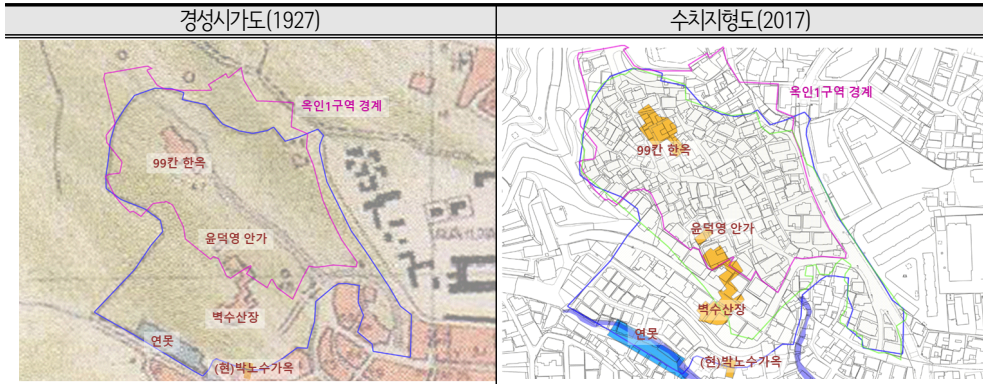 경성시가도(1927)
수치지형도(2017)
옥인1구역 경계
99칸 한옥
윤덕영 안가
벽수산장
연못
(현)박노수가옥
옥인1구역 경계
99칸 한옥
윤덕영 안가
벽수산장
연못
(현)박노수가옥